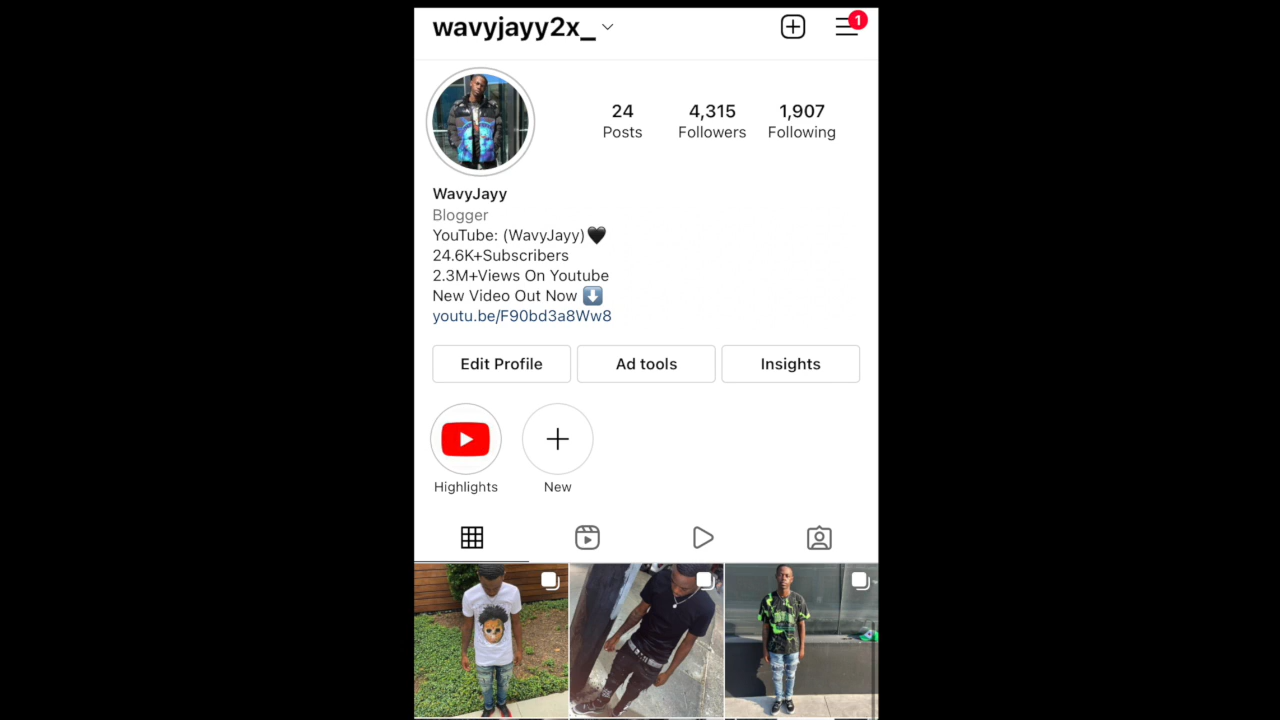 wavyjayy2x_
1
24 4,315 1,907
Posts Followers Following
WavyJayy
Blogger
YouTube: (WavyJayy)🖤
24.6K+Subscribers
2.3M+Views On Youtube
New Video Out Now ⬇️
youtu.be/F90bd3a8Ww8
Edit Profile Ad tools Insights
Highlights New